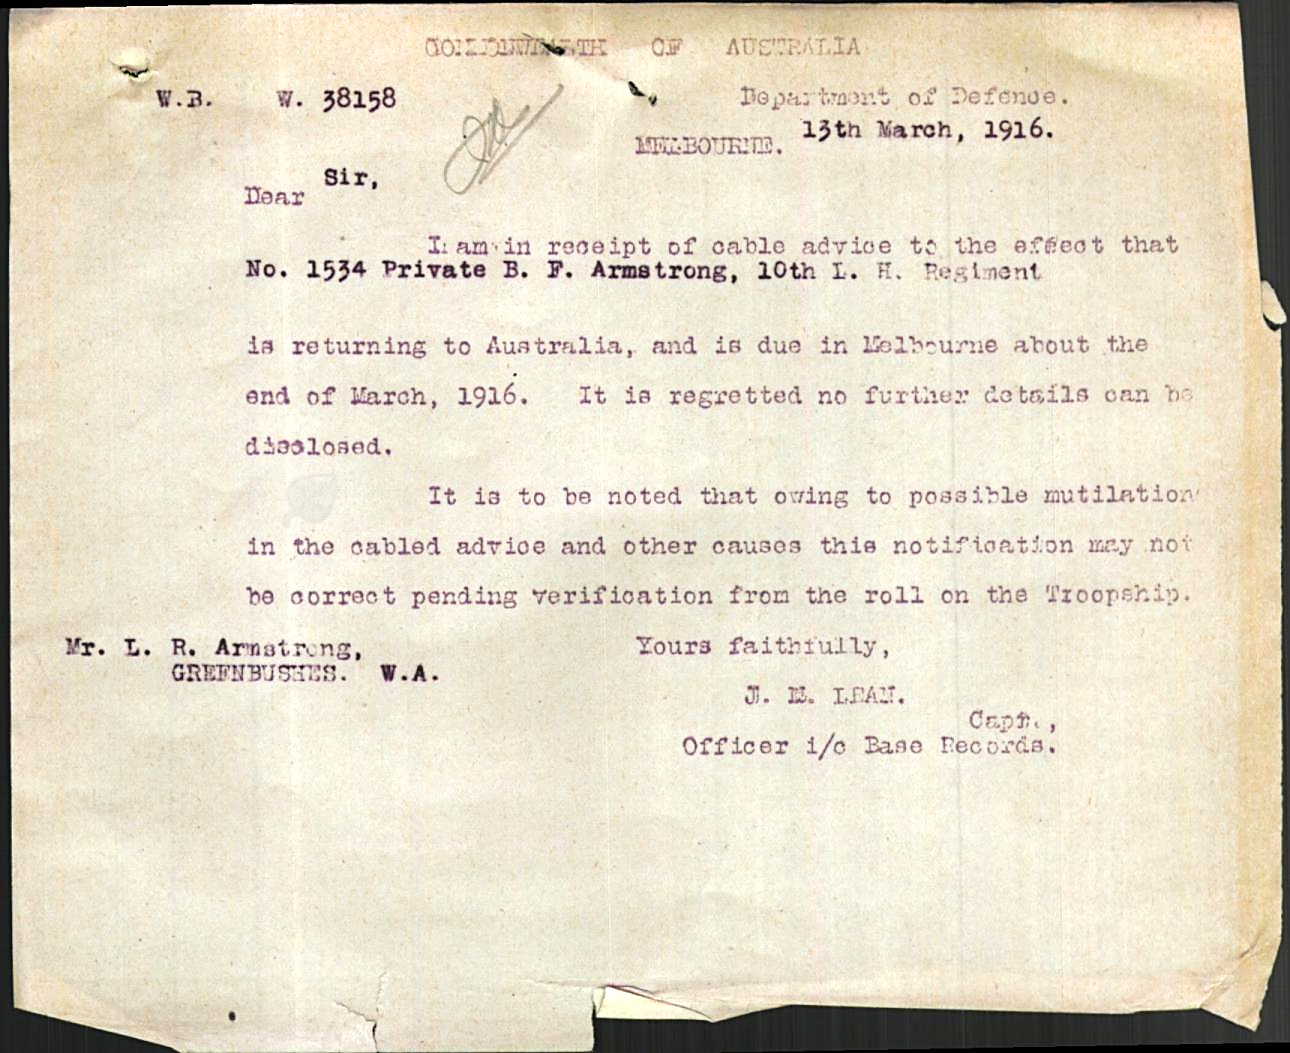 COMMONWEALTH OF AUSTRALIA
W.B. W. 38158 Department of Defence.
MELBOURNE. 13th March, 1916.
Dear Sir,
I am in receipt of cable advice to the effect that
No. 1534 Private B. F. Armstrong, 10th L. H. Regiment
is returning to Australia, and is due in Melbourne about the
end of March, 1916. It is regretted no further details can be
disclosed.
It is to be noted that owing to possible mutilation
in the cabled advice and other causes this notification may not
be correct pending verification from the roll on the Troopship.
Mr. L. R. Armstrong,
GREENBUSHES. W.A.
Yours faithfully,
J. M. LEAN.
Capt.,
Officer i/c Base Records.